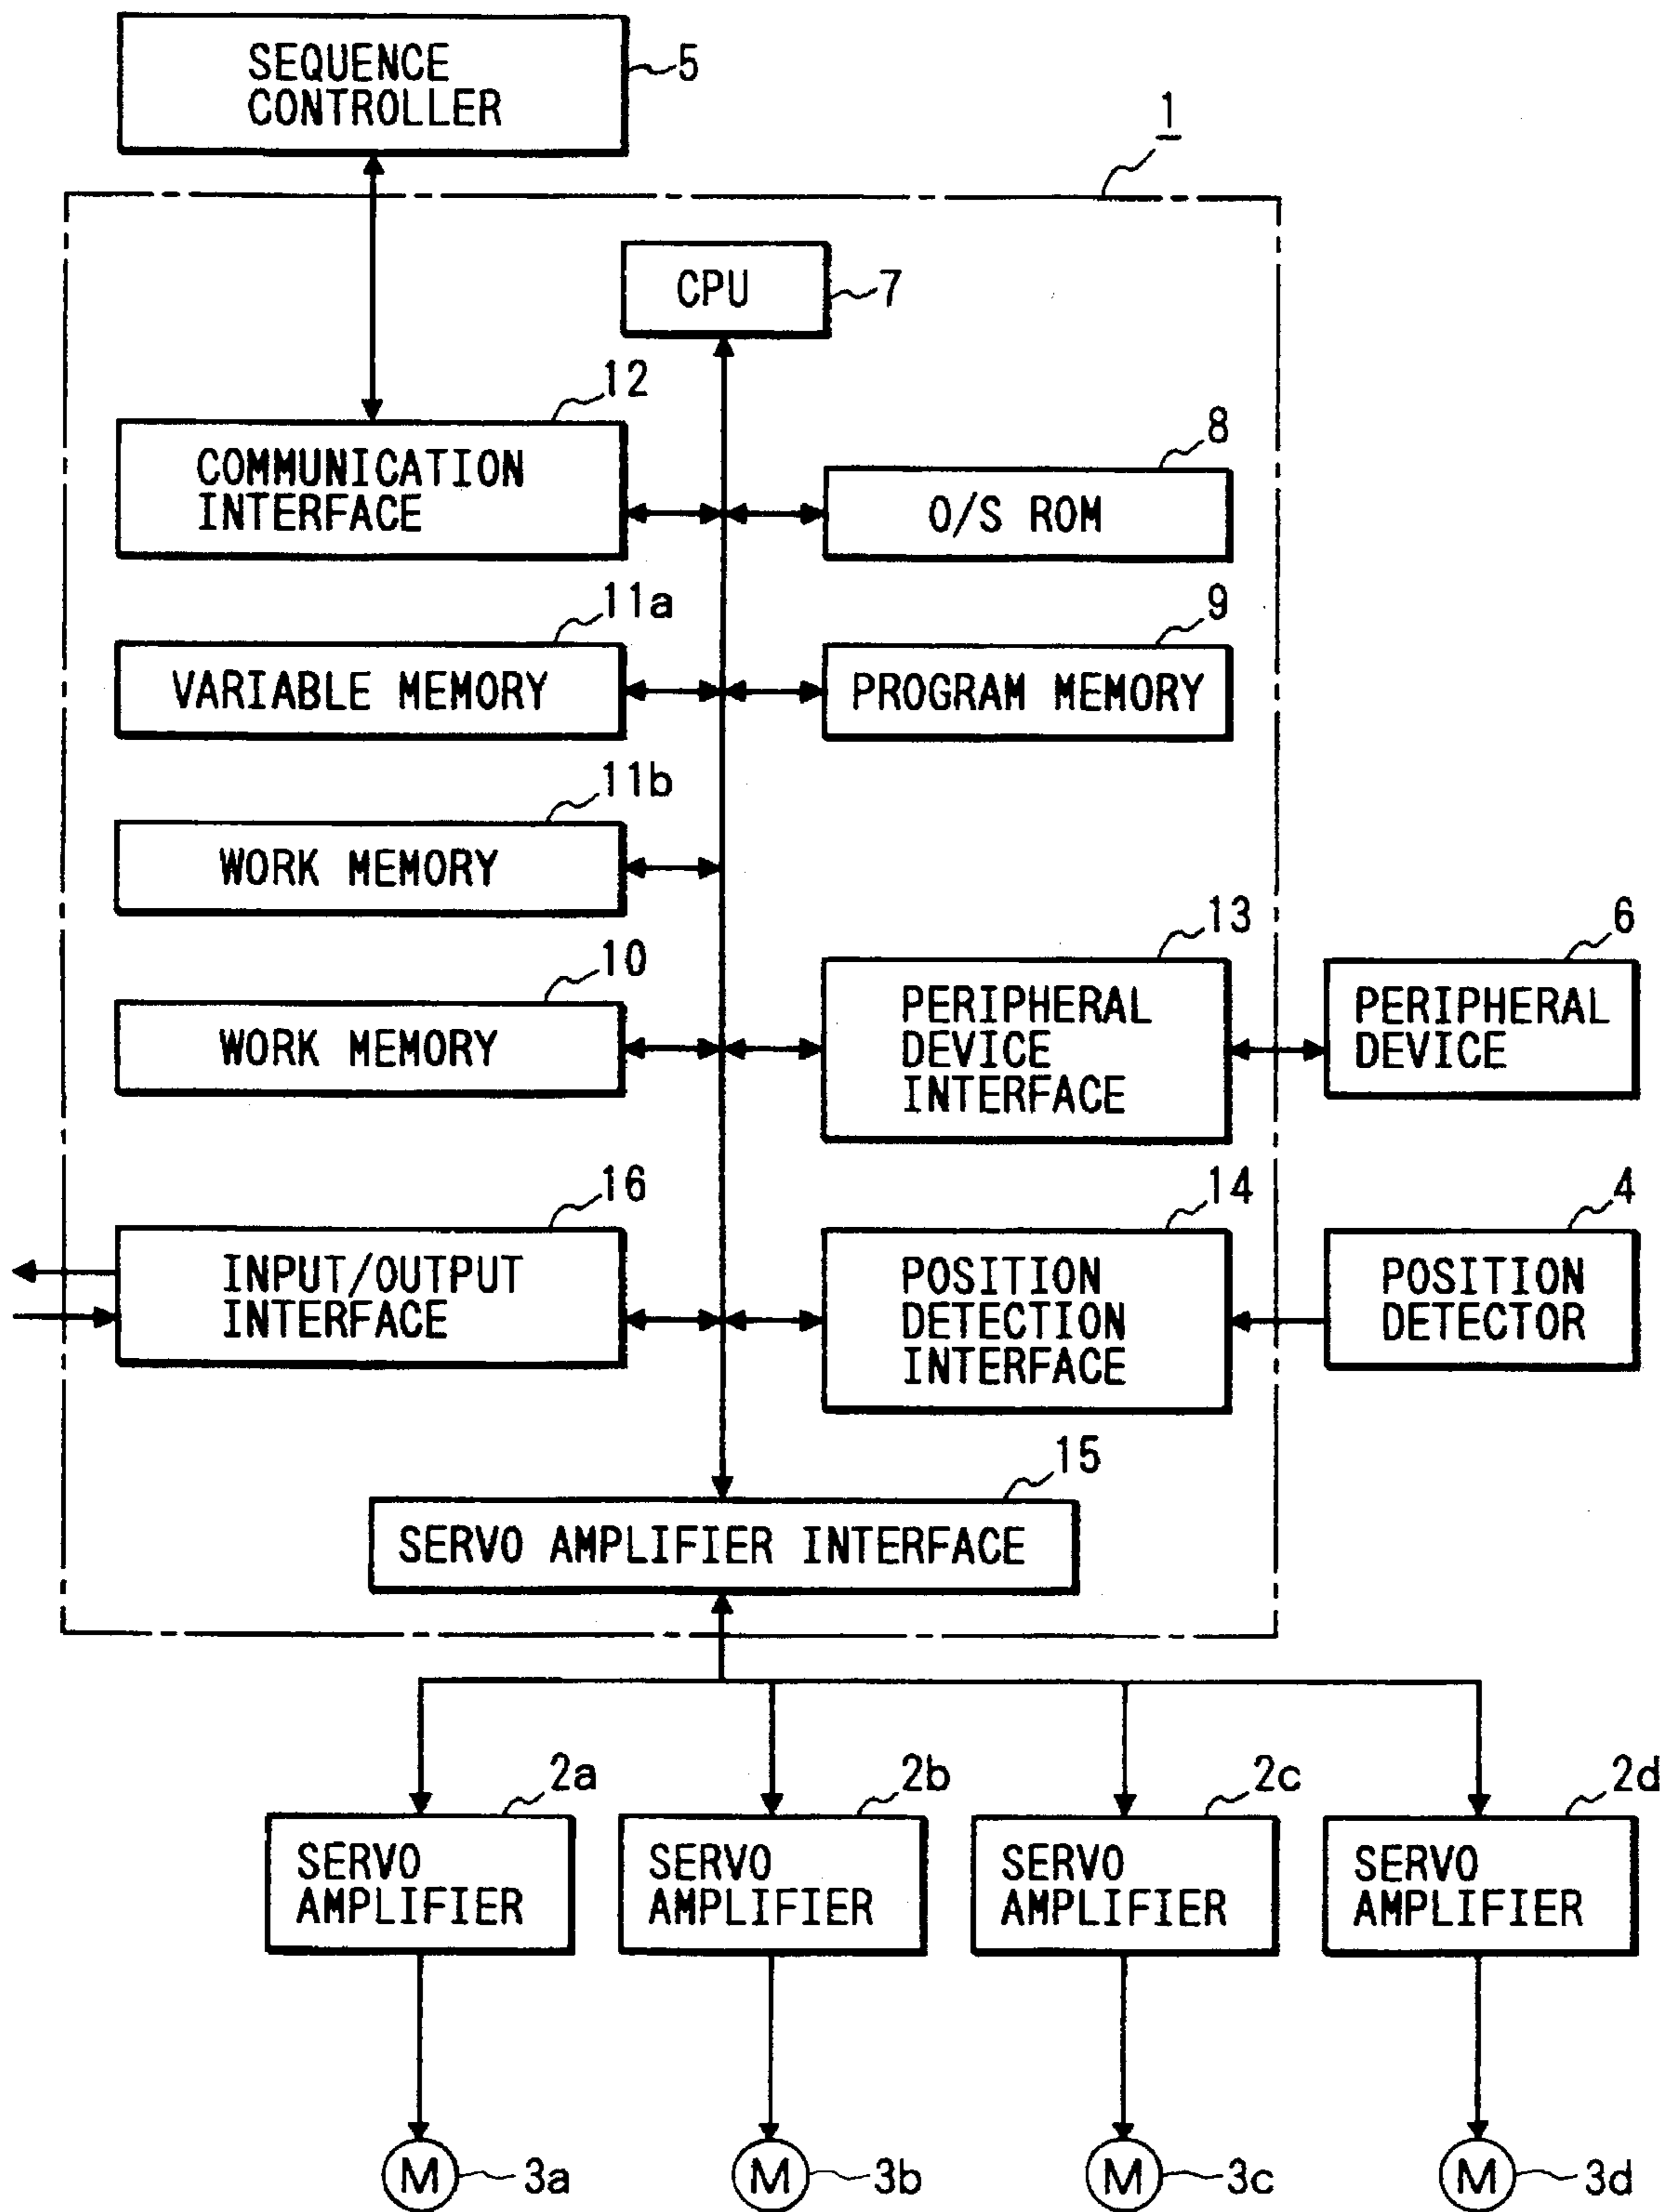 SEQUENCE
CONTROLLER
5
1
CPU
7
12
COMMUNICATION
INTERFACE
8
O/S ROM
11a
VARIABLE MEMORY
9
PROGRAM MEMORY
11b
WORK MEMORY
10
WORK MEMORY
13
PERIPHERAL
DEVICE
INTERFACE
6
PERIPHERAL
DEVICE
16
INPUT/OUTPUT
INTERFACE
14
POSITION
DETECTION
INTERFACE
4
POSITION
DETECTOR
15
SERVO AMPLIFIER INTERFACE
2a
SERVO
AMPLIFIER
2b
SERVO
AMPLIFIER
2c
SERVO
AMPLIFIER
2d
SERVO
AMPLIFIER
M
3a
M
3b
M
3c
M
3d